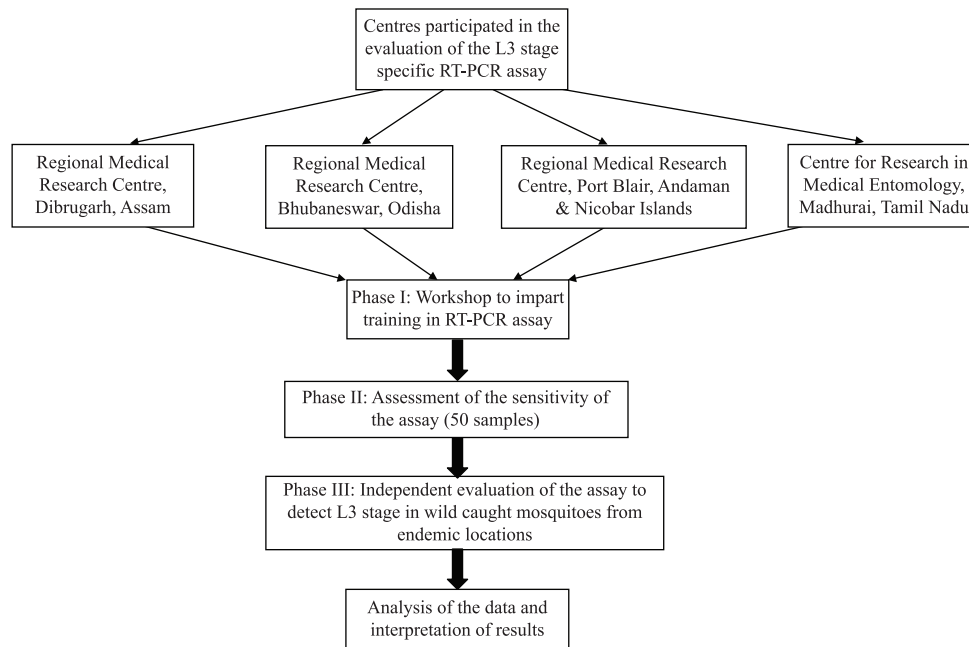 Centres participated in the
evaluation of the L3 stage
specific RT-PCR assay
Regional Medical
Research Centre,
Dibrugarh, Assam
Regional Medical
Research Centre,
Bhubaneswar, Odisha
Regional Medical Research
Centre, Port Blair, Andaman
& Nicobar Islands
Centre for Research in
Medical Entomology,
Madhurai, Tamil Nadu
Phase I: Workshop to impart
training in RT-PCR assay
Phase II: Assessment of the sensitivity of
the assay (50 samples)
Phase III: Independent evaluation of the assay to
detect L3 stage in wild caught mosquitoes from
endemic locations
Analysis of the data and
interpretation of results